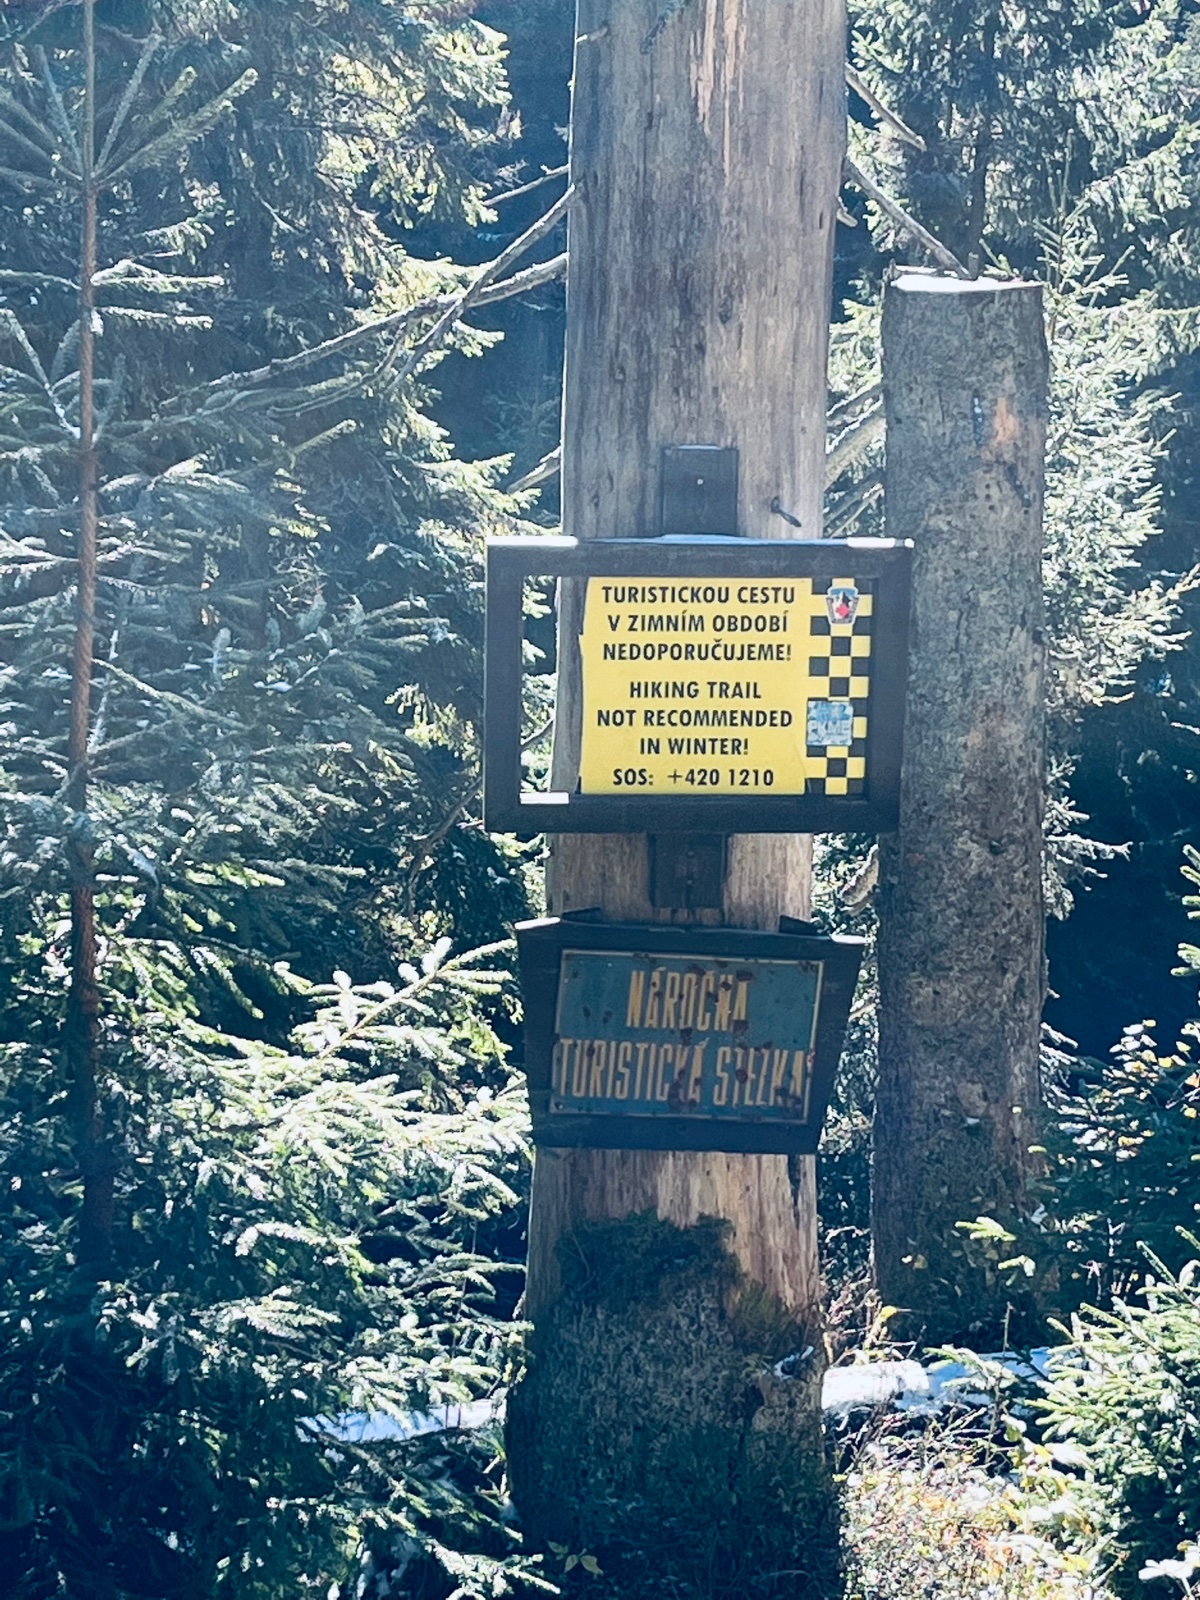 TURISTICKOU CESTU
V ZIMNÍM OBDOBÍ
NEDOPORUČUJEME!
HIKING TRAIL
NOT RECOMMENDED
IN WINTER!
SOS: +420 1210
NÁROČNÁ
TURISTICKÁ STEZKA